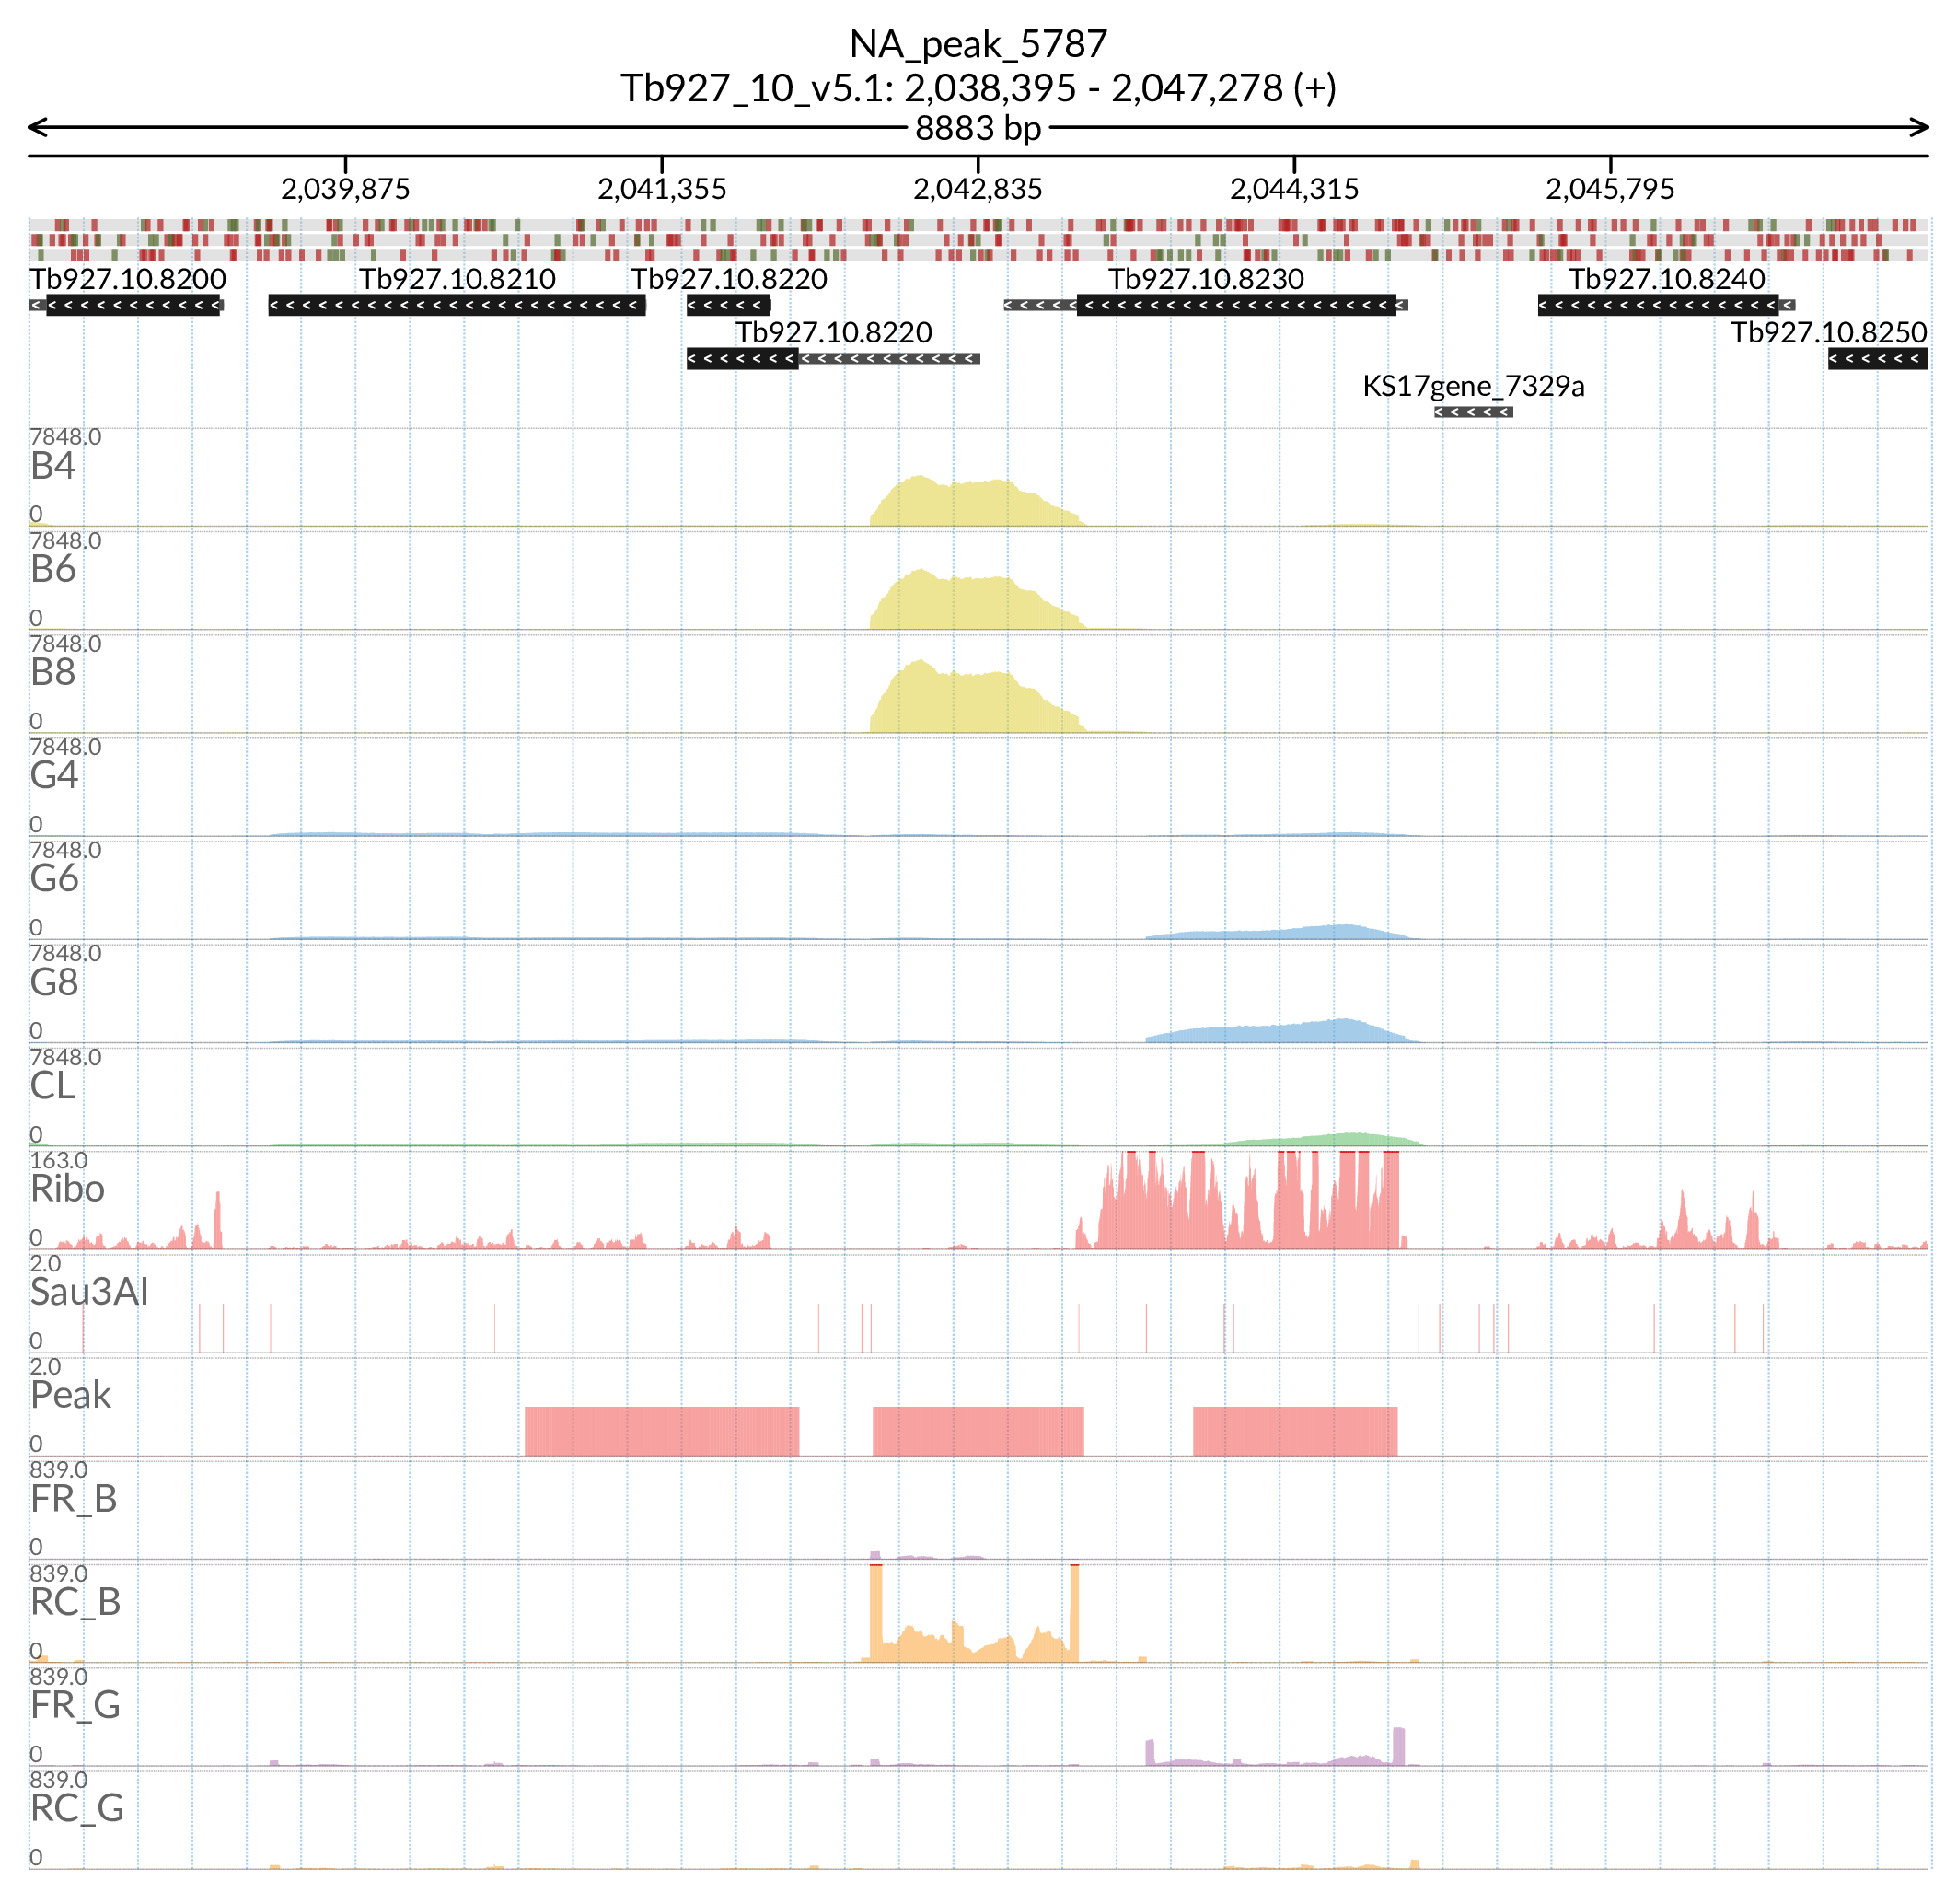 NA_peak_5787
Tb927_10_v5.1: 2,038,395 - 2,047,278 (+)
8883 bp
2,039,875 2,041,355 2,042,835 2,044,315 2,045,795
Tb927.10.8200 Tb927.10.8210 Tb927.10.8220 Tb927.10.8230 Tb927.10.8240
Tb927.10.8220 Tb927.10.8250
KS17gene_7329a
7848.0
B4
0
7848.0
B6
0
7848.0
B8
0
7848.0
G4
0
7848.0
G6
0
7848.0
G8
0
7848.0
CL
0
163.0
Ribo
0
2.0
Sau3AI
0
2.0
Peak
0
839.0
FR_B
0
839.0
RC_B
0
839.0
FR_G
0
839.0
RC_G
0